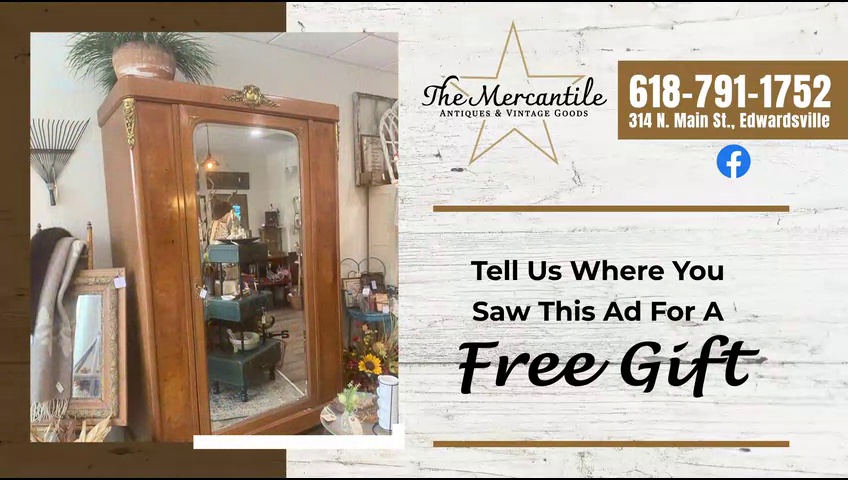 The Mercantile
Antiques & Vintage Goods
618-791-1752
314 N. Main St., Edwardsville
Tell Us Where You
Saw This Ad For A
Free Gift